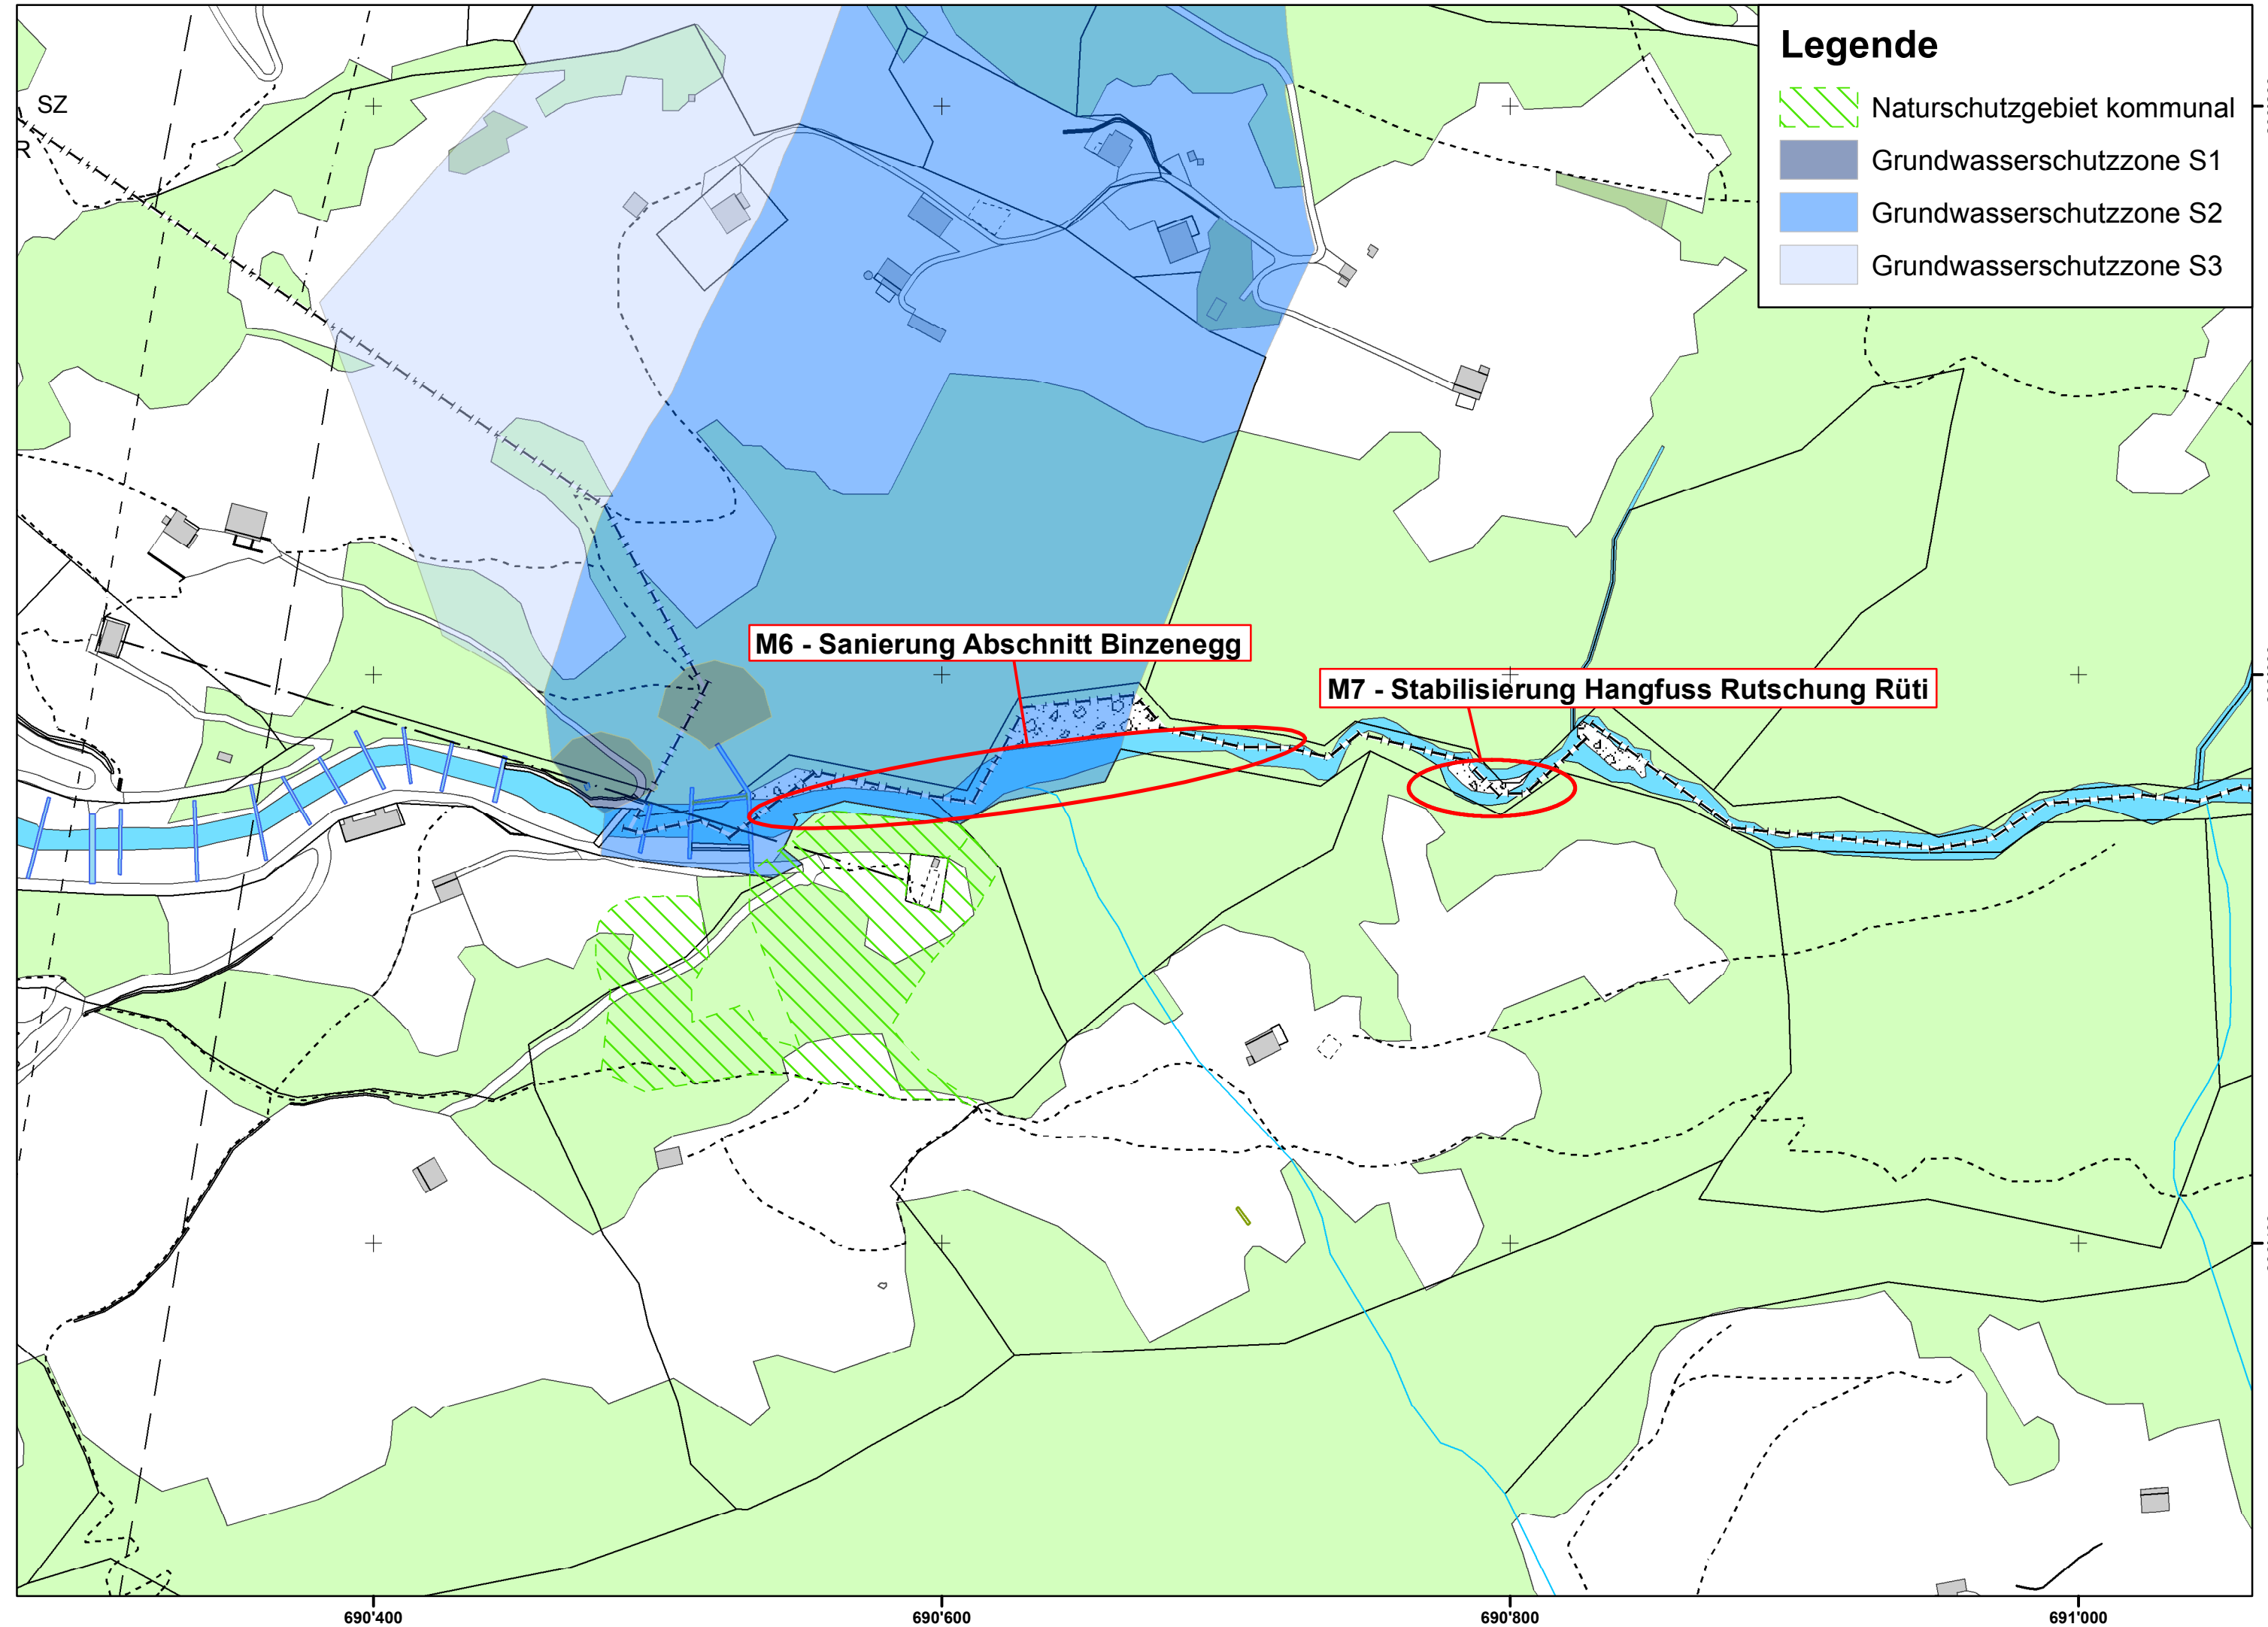 Legende
Naturschutzgebiet kommunal
Grundwasserschutzzone S1
Grundwasserschutzzone S2
Grundwasserschutzzone S3
SZ
R
M6 - Sanierung Abschnitt Binzenegg
M7 - Stabilisierung Hangfuss Rutschung Rüti
690'400
690'600
690'800
691'000